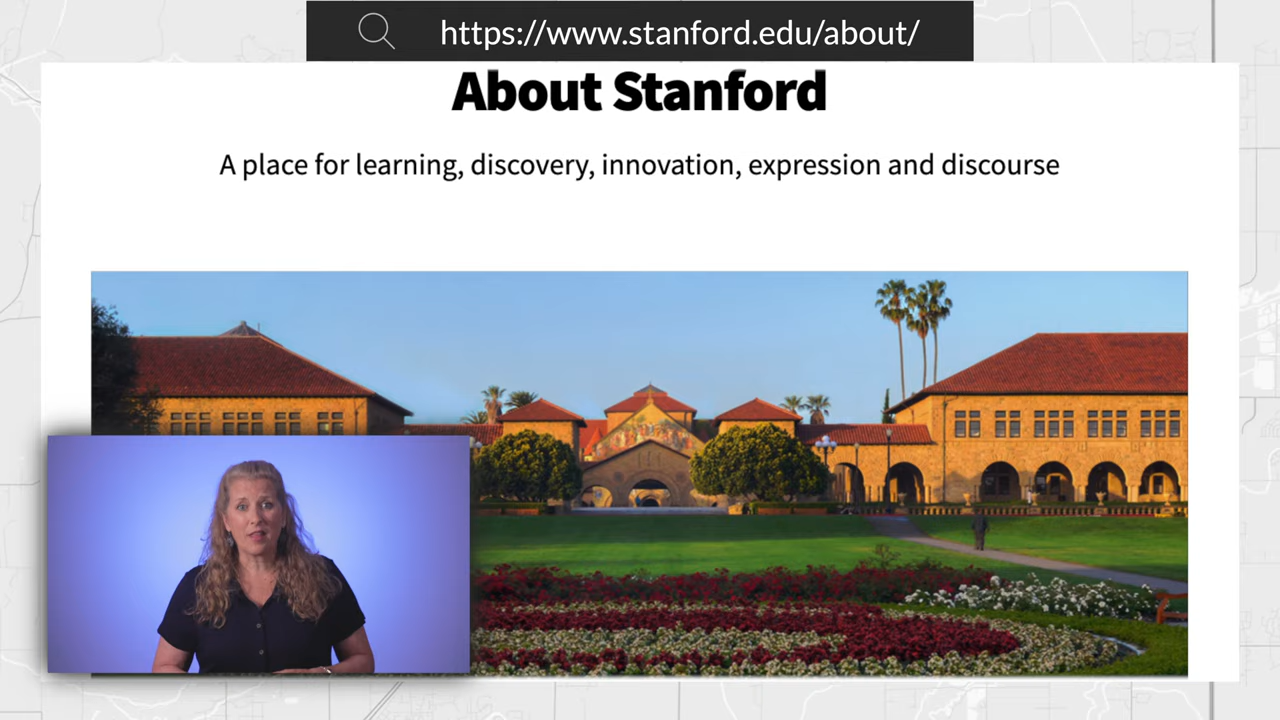 https://www.stanford.edu/about/
About Stanford
A place for learning, discovery, innovation, expression and discourse